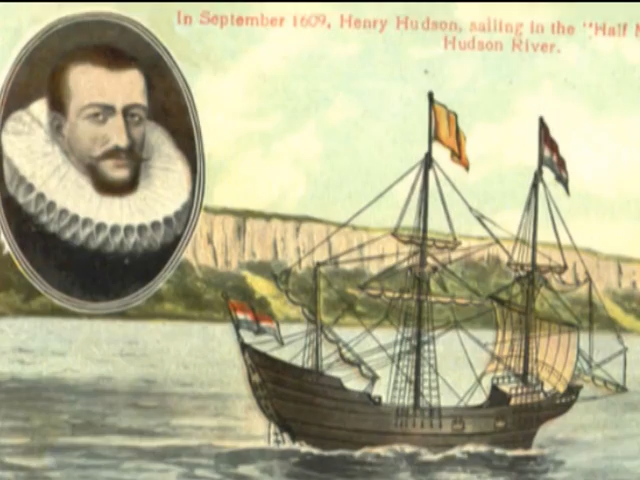 In September 1609, Henry Hudson, sailing in the "Half
Hudson River.